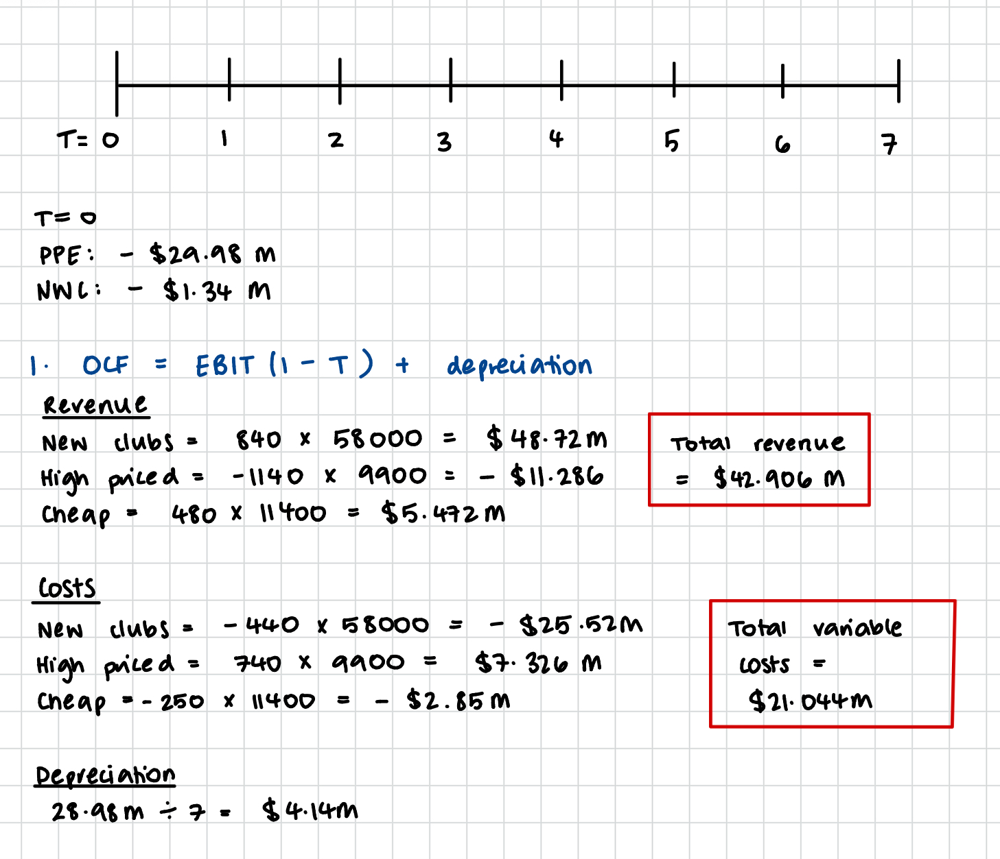 T= 0 1 2 3 4 5 6 7
T= 0
PPE: - $29.98 M
NWC: - $1.34 M
1. OCF = EBIT (1 - T) + depreciation
Revenue
New clubs = 840 x 58000 = $48.72M
High priced = -1140 x 9900 = - $11.286
Cheap = 480 x 11400 = $5.472M
Total revenue
= $42.906 M
Costs
New clubs = -440 x 58000 = - $25.52M
High priced = 740 x 9900 = $7.326 M
Cheap = -250 x 11400 = - $2.85M
Total variable
costs =
$21.044M
Depreciation
28.98M ÷ 7 = $4.14M